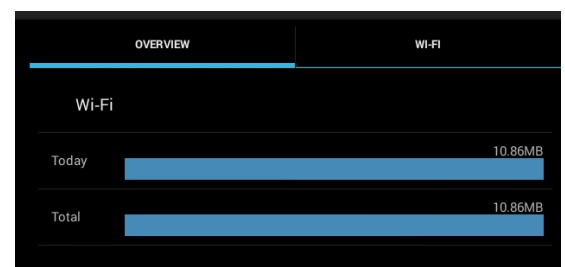 OVERVIEW WI-FI
Wi-Fi
10.86MB
Today
10.86MB
Total